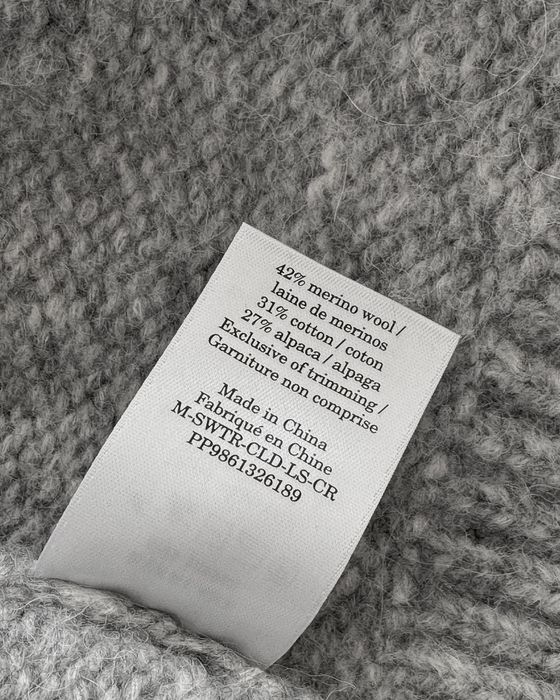 42% merino wool /
laine de merinos
31% cotton / coton
27% alpaca / alpaga
Exclusive of trimming /
Garniture non comprise
Made in China
Fabriqué en Chine
M-SWTR-CLD-LS-CR
PP9861326189